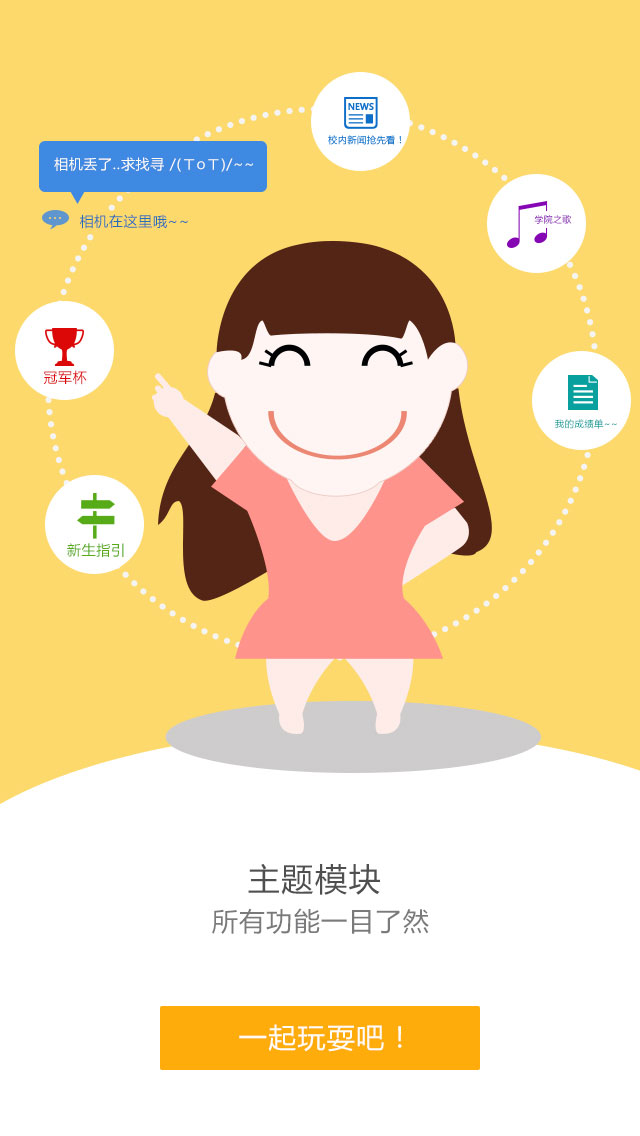 NEWS
校内新闻抢先看！
相机丢了..求找寻 /(ㄒoㄒ)/~~
学院之歌
相机在这里哦~~
冠军杯
我的成绩单~~
新生指引
主题模块
所有功能一目了然
一起玩耍吧！